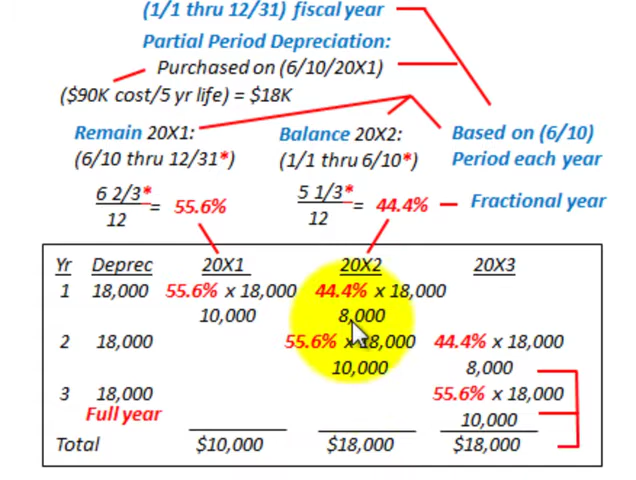 (1/1 thru 12/31) fiscal year
Partial Period Depreciation:
Purchased on (6/10/20X1)
($90K cost/5 yr life) = $18K
Remain 20X1: Balance 20X2: Based on (6/10)
(6/10 thru 12/31*) (1/1 thru 6/10*) Period each year
6 2/3* 5 1/3*
= 55.6% = 44.4% Fractional year
12 12
Yr Deprec 20X1 20X2 20X3
1 18,000 55.6% x 18,000 44.4% x 18,000
10,000 8,000
2 18,000 55.6% x 18,000 44.4% x 18,000
10,000 8,000
3 18,000 55.6% x 18,000
Full year 10,000
Total $10,000 $18,000 $18,000